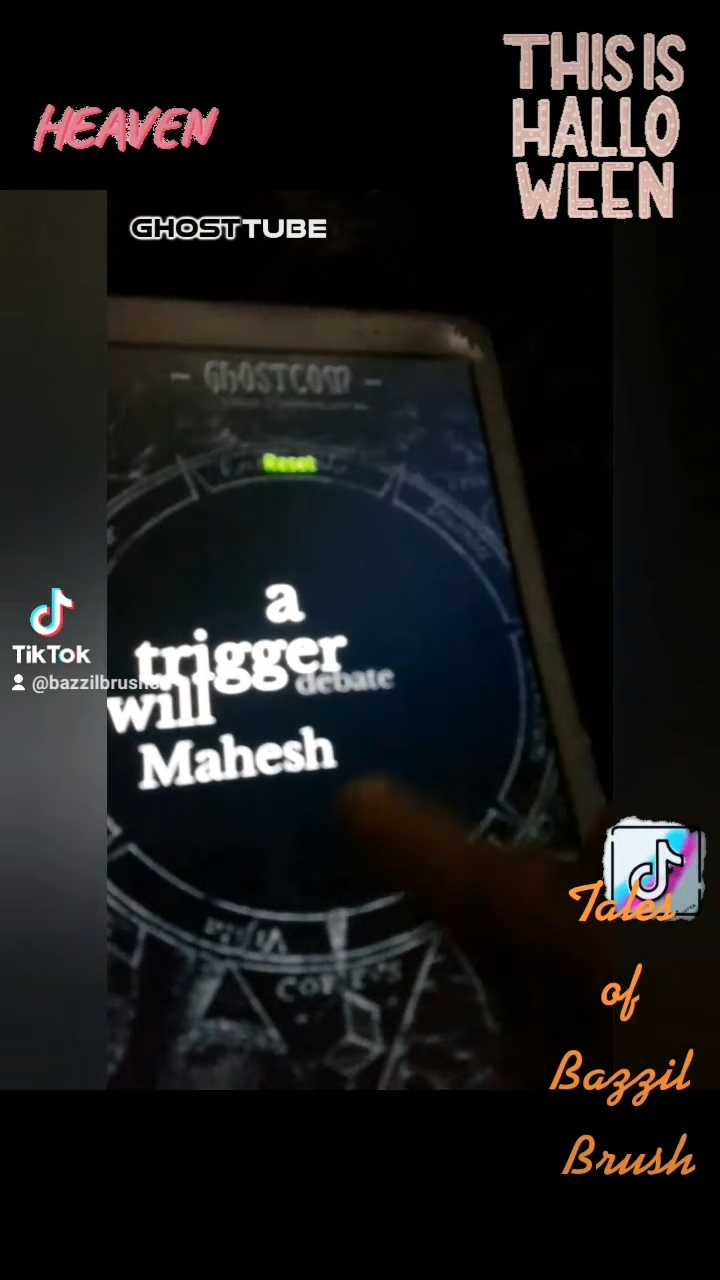 HEAVEN
THIS IS
HALLO
WEEN
GHOSTTUBE
- GhOSTCOM -
Reset
a
trigger
debate
will
Mahesh
TikTok
@bazzilbrush
Tales
of
Bazzil
Brush